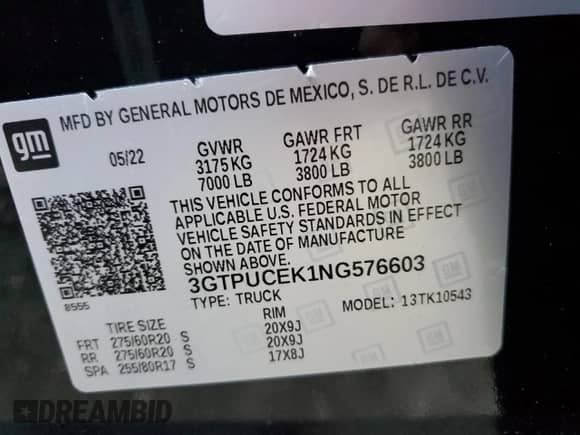 gm
MFD BY GENERAL MOTORS DE MEXICO, S. DE R.L. DE C.V.
05/22 GVWR GAWR FRT GAWR RR
3175 KG 1724 KG 1724 KG
7000 LB 3800 LB 3800 LB
THIS VEHICLE CONFORMS TO ALL
APPLICABLE U.S. FEDERAL MOTOR
VEHICLE SAFETY STANDARDS IN EFFECT
ON THE DATE OF MANUFACTURE
SHOWN ABOVE.
8555
3GTPUCEK1NG576603
TYPE: TRUCK MODEL: 13TK10543
TIRE SIZE RIM
FRT 275/60R20 S 20X9J
RR 275/60R20 S 20X9J
SPA 255/80R17 S 17X8J
DREAMBID